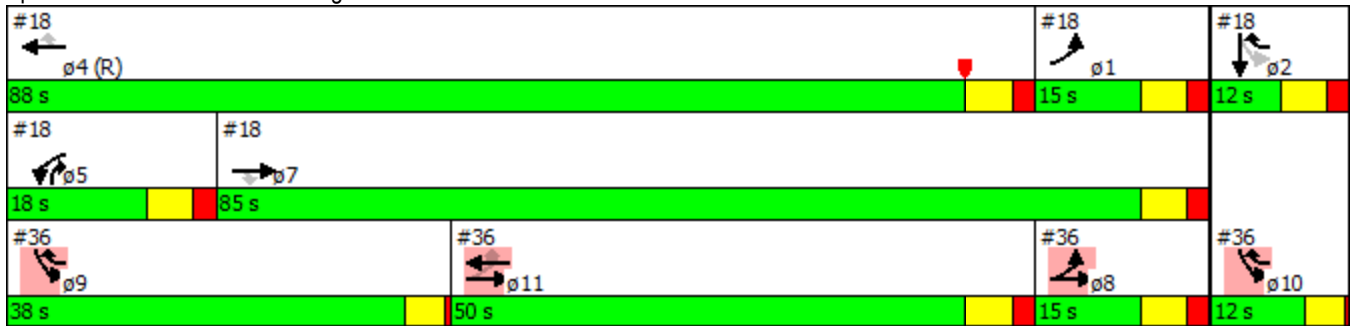 #18 #18 #18
ø4 (R) ø1 ø2
88 s 15 s 12 s
#18 #18
ø5 ø7
18 s 85 s
#36 #36 #36 #36
ø9 ø11 ø8 ø10
38 s 50 s 15 s 12 s